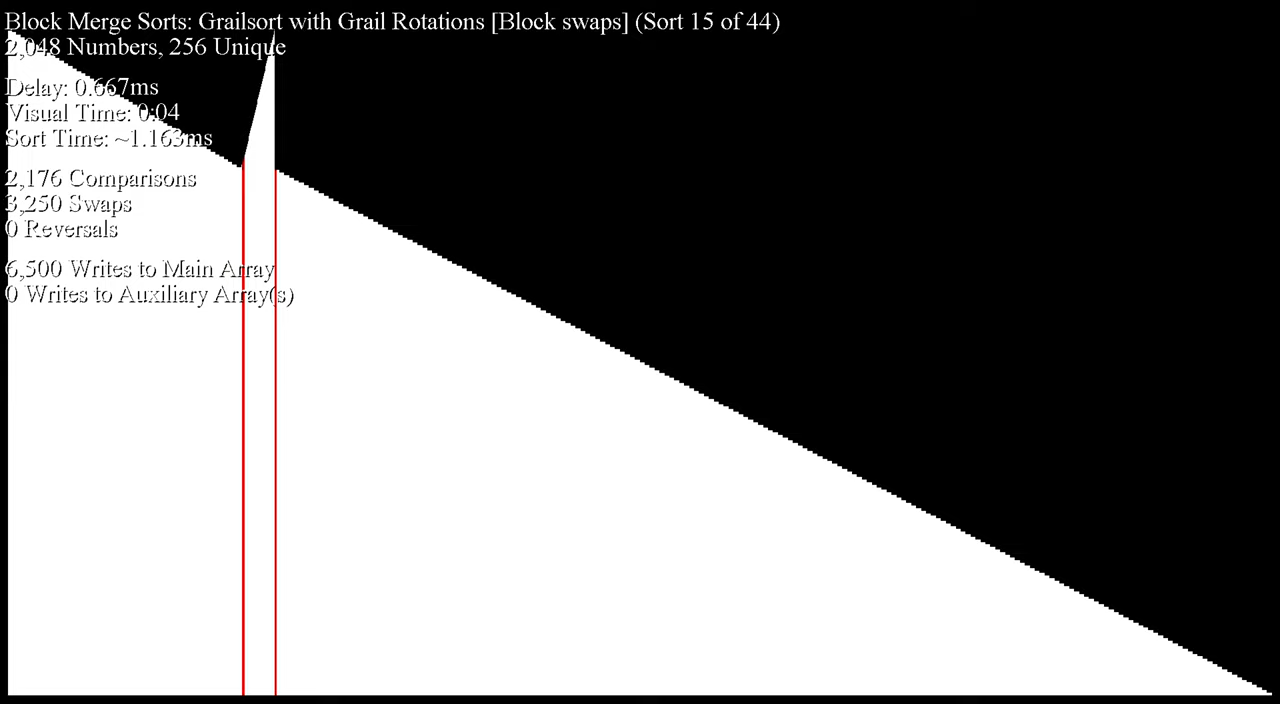 Block Merge Sorts: Grailsort with Grail Rotations [Block swaps] (Sort 15 of 44)
2,048 Numbers, 256 Unique
Delay: 0.667ms
Visual Time: 0:04
Sort Time: ~1.163ms
2,176 Comparisons
3,250 Swaps
0 Reversals
6,500 Writes to Main Array
0 Writes to Auxiliary Array(s)